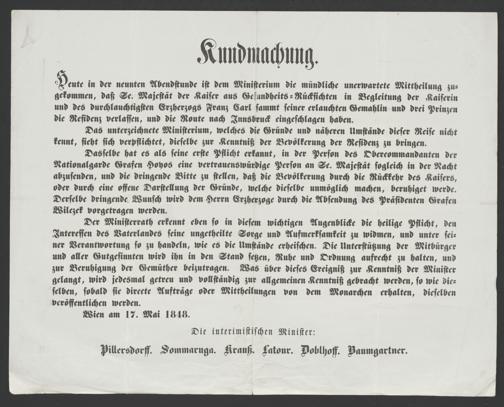 Kundmachung.
Heute in der neunten Abendstunde ist dem Ministerium die mündliche unerwartete Mittheilung zu-
gekommen, daß Se. Majestät der Kaiser aus Gesundheits-Rücksichten in Begleitung der Kaiserin
und des durchlauchtigsten Erzherzogs Franz Carl sammt seiner erlauchten Gemahlin und drei Prinzen
die Residenz verlassen, und die Route nach Innsbruck eingeschlagen haben.
Das unterzeichnete Ministerium, welches die Gründe und näheren Umstände dieser Reise nicht
kennt, sieht sich verpflichtet, dieselbe zur Kenntniß der Bevölkerung der Residenz zu bringen.
Dasselbe hat es als seine erste Pflicht erkannt, in der Person des Obercommandanten der
Nationalgarde Grafen Hoyos eine vertrauenswürdige Person an Se. Majestät sogleich in der Nacht
abzusenden, und die dringende Bitte zu stellen, daß die Bevölkerung durch die Rückkehr des Kaisers,
oder durch eine offene Darstellung der Gründe, welche dieselbe unmöglich machen, beruhiget werde.
Derselbe dringende Wunsch wird dem Herrn Erzherzoge durch die Absendung des Präsidenten Grafen
Wilczek vorgetragen werden.
Der Ministerrath erkennt eben so in diesem wichtigen Augenblicke die heilige Pflicht, den
Interessen des Vaterlandes seine ungetheilte Sorge und Aufmerksamkeit zu widmen, und unter sei-
ner Verantwortung so zu handeln, wie es die Umstände erheischen. Die Unterstützung der Mitbürger
und aller Gutgesinnten wird ihn in den Stand setzen, Ruhe und Ordnung aufrecht zu halten, und
zur Beruhigung der Gemüther beizutragen. Was über dieses Ereigniß zur Kenntniß der Minister
gelangt, wird jedesmal getreu und vollständig zur allgemeinen Kenntniß gebracht werden, so wie die-
selben, sobald sie directe Aufträge oder Mittheilungen von dem Monarchen erhalten, dieselben
veröffentlichen werden.
Wien am 17. Mai 1848.
Die interimistischen Minister:
Pillersdorff. Sommaruga. Krauß. Latour. Doblhoff. Baumgartner.